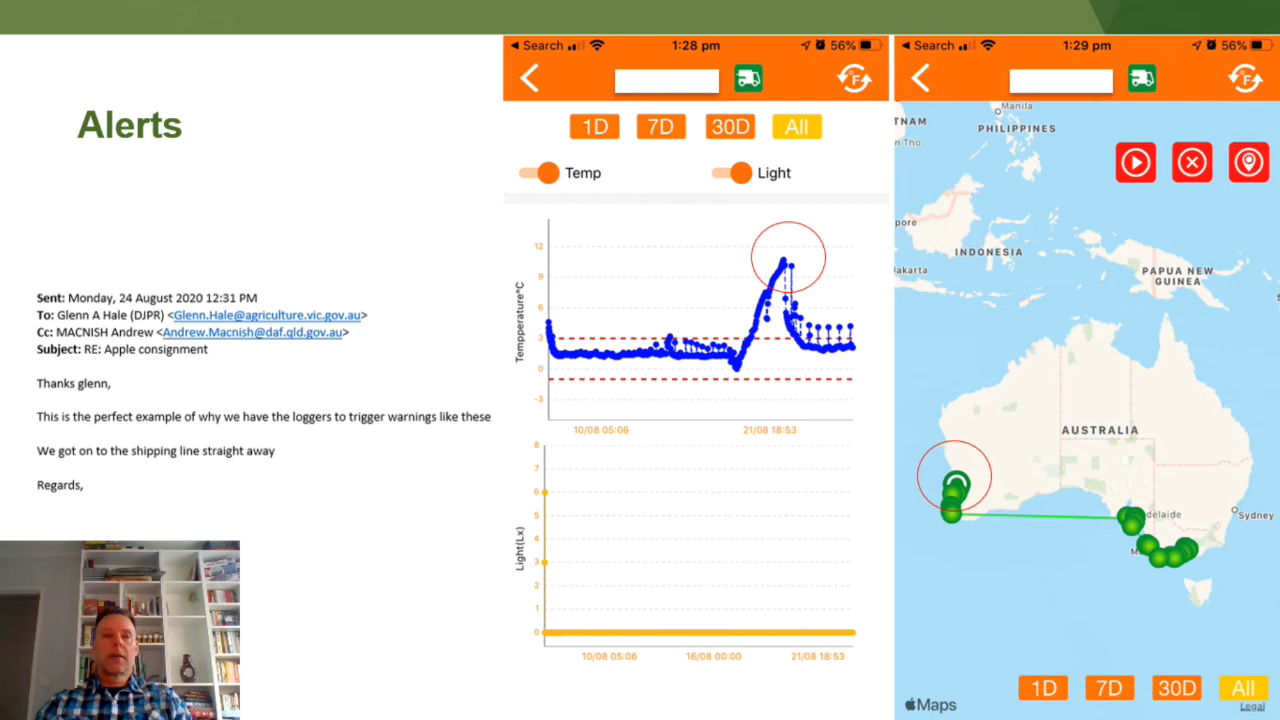 Alerts
Sent: Monday, 24 August 2020 12:31 PM
To: Glenn A Hale (DJPR) <Glenn.Hale@agriculture.vic.gov.au>
Cc: MACNISH Andrew <Andrew.Macnish@daf.qld.gov.au>
Subject: RE: Apple consignment
Thanks glenn,
This is the perfect example of why we have the loggers to trigger warnings like these
We got on to the shipping line straight away
Regards,
Search 1:28 pm 56%
°F
1D 7D 30D All
Temp Light
Tempperature°C
12
9
6
3
0
-3
10/08 05:06 21/08 18:53
Light(Lx)
8
7
6
5
4
3
2
1
0
10/08 05:06 16/08 00:00 21/08 18:53
Search 1:29 pm 56%
°F
Manila
TNAM
PHILIPPINES
n Tho
pore
INDONESIA
Jakarta
PAPUA NEW
GUINEA
AUSTRALIA
delaide
Sydney
M
1D 7D 30D All
Maps
Legal